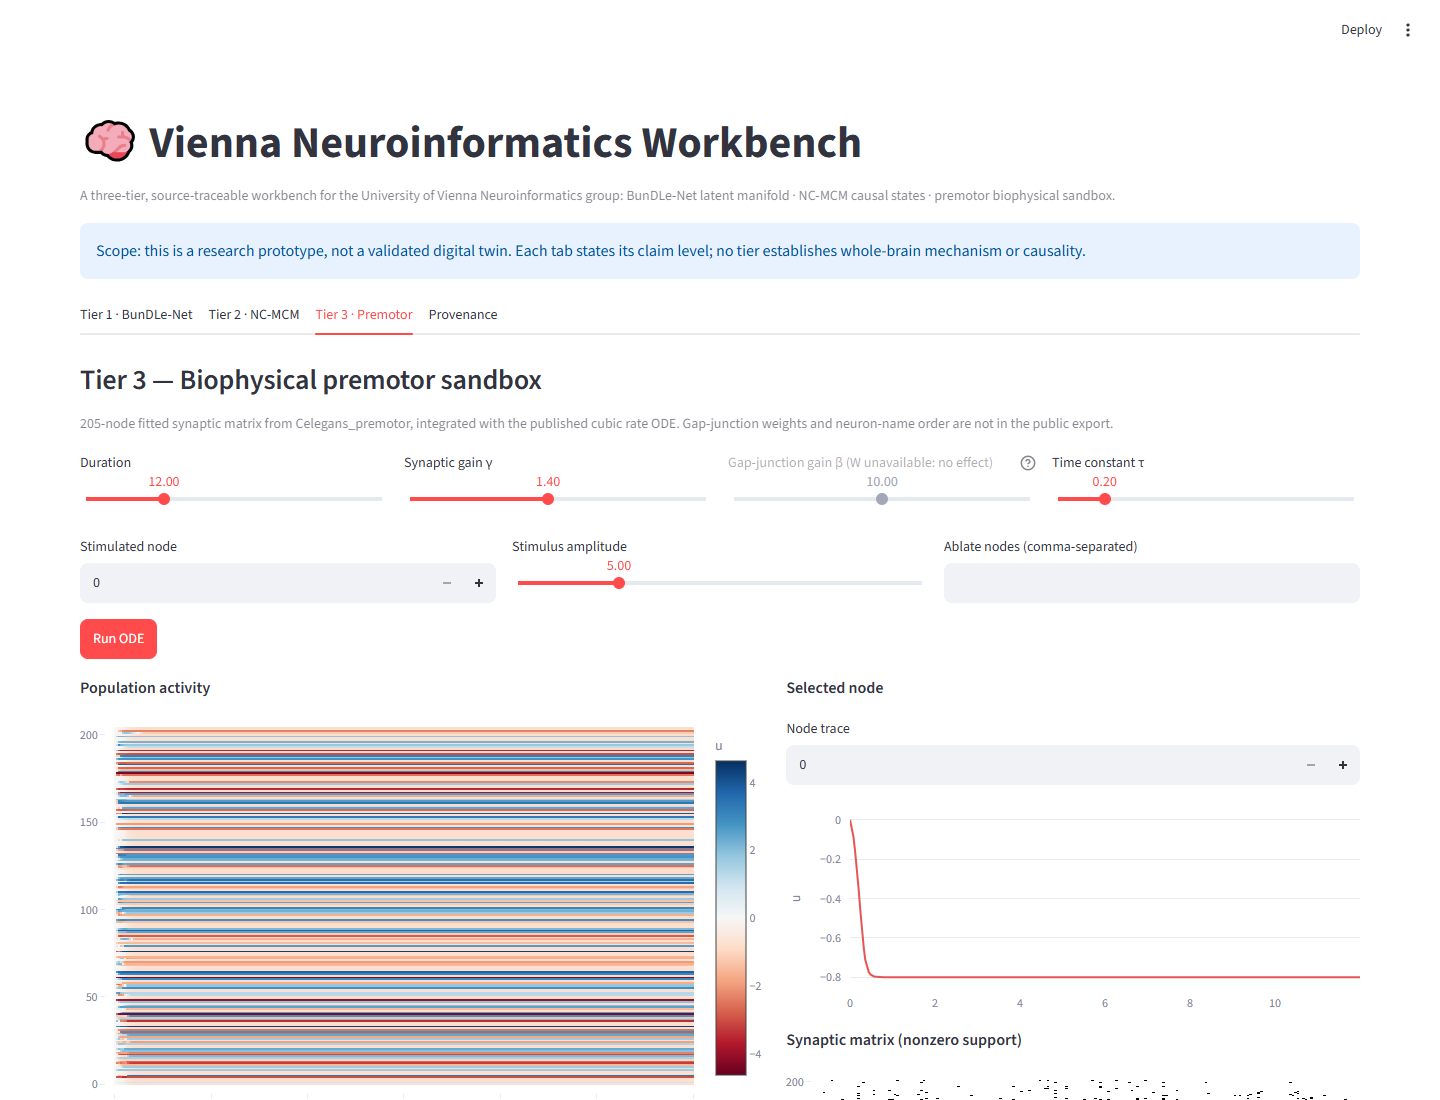 Deploy
Vienna Neuroinformatics Workbench
A three-tier, source-traceable workbench for the University of Vienna Neuroinformatics group: BunDLe-Net latent manifold · NC-MCM causal states · premotor biophysical sandbox.
Scope: this is a research prototype, not a validated digital twin. Each tab states its claim level; no tier establishes whole-brain mechanism or causality.
Tier 1 · BunDLe-Net Tier 2 · NC-MCM Tier 3 · Premotor Provenance
Tier 3 — Biophysical premotor sandbox
205-node fitted synaptic matrix from Celegans_premotor, integrated with the published cubic rate ODE. Gap-junction weights and neuron-name order are not in the public export.
Duration Synaptic gain γ Gap-junction gain β (W unavailable: no effect) Time constant τ
12.00 1.40 10.00 0.20
Stimulated node Stimulus amplitude Ablate nodes (comma-separated)
5.00
0
Run ODE
Population activity
200
150
100
50
0
u
4
2
0
−2
−4
Selected node
Node trace
0
0
−0.2
−0.4
−0.6
−0.8
u
0 2 4 6 8 10
Synaptic matrix (nonzero support)
200